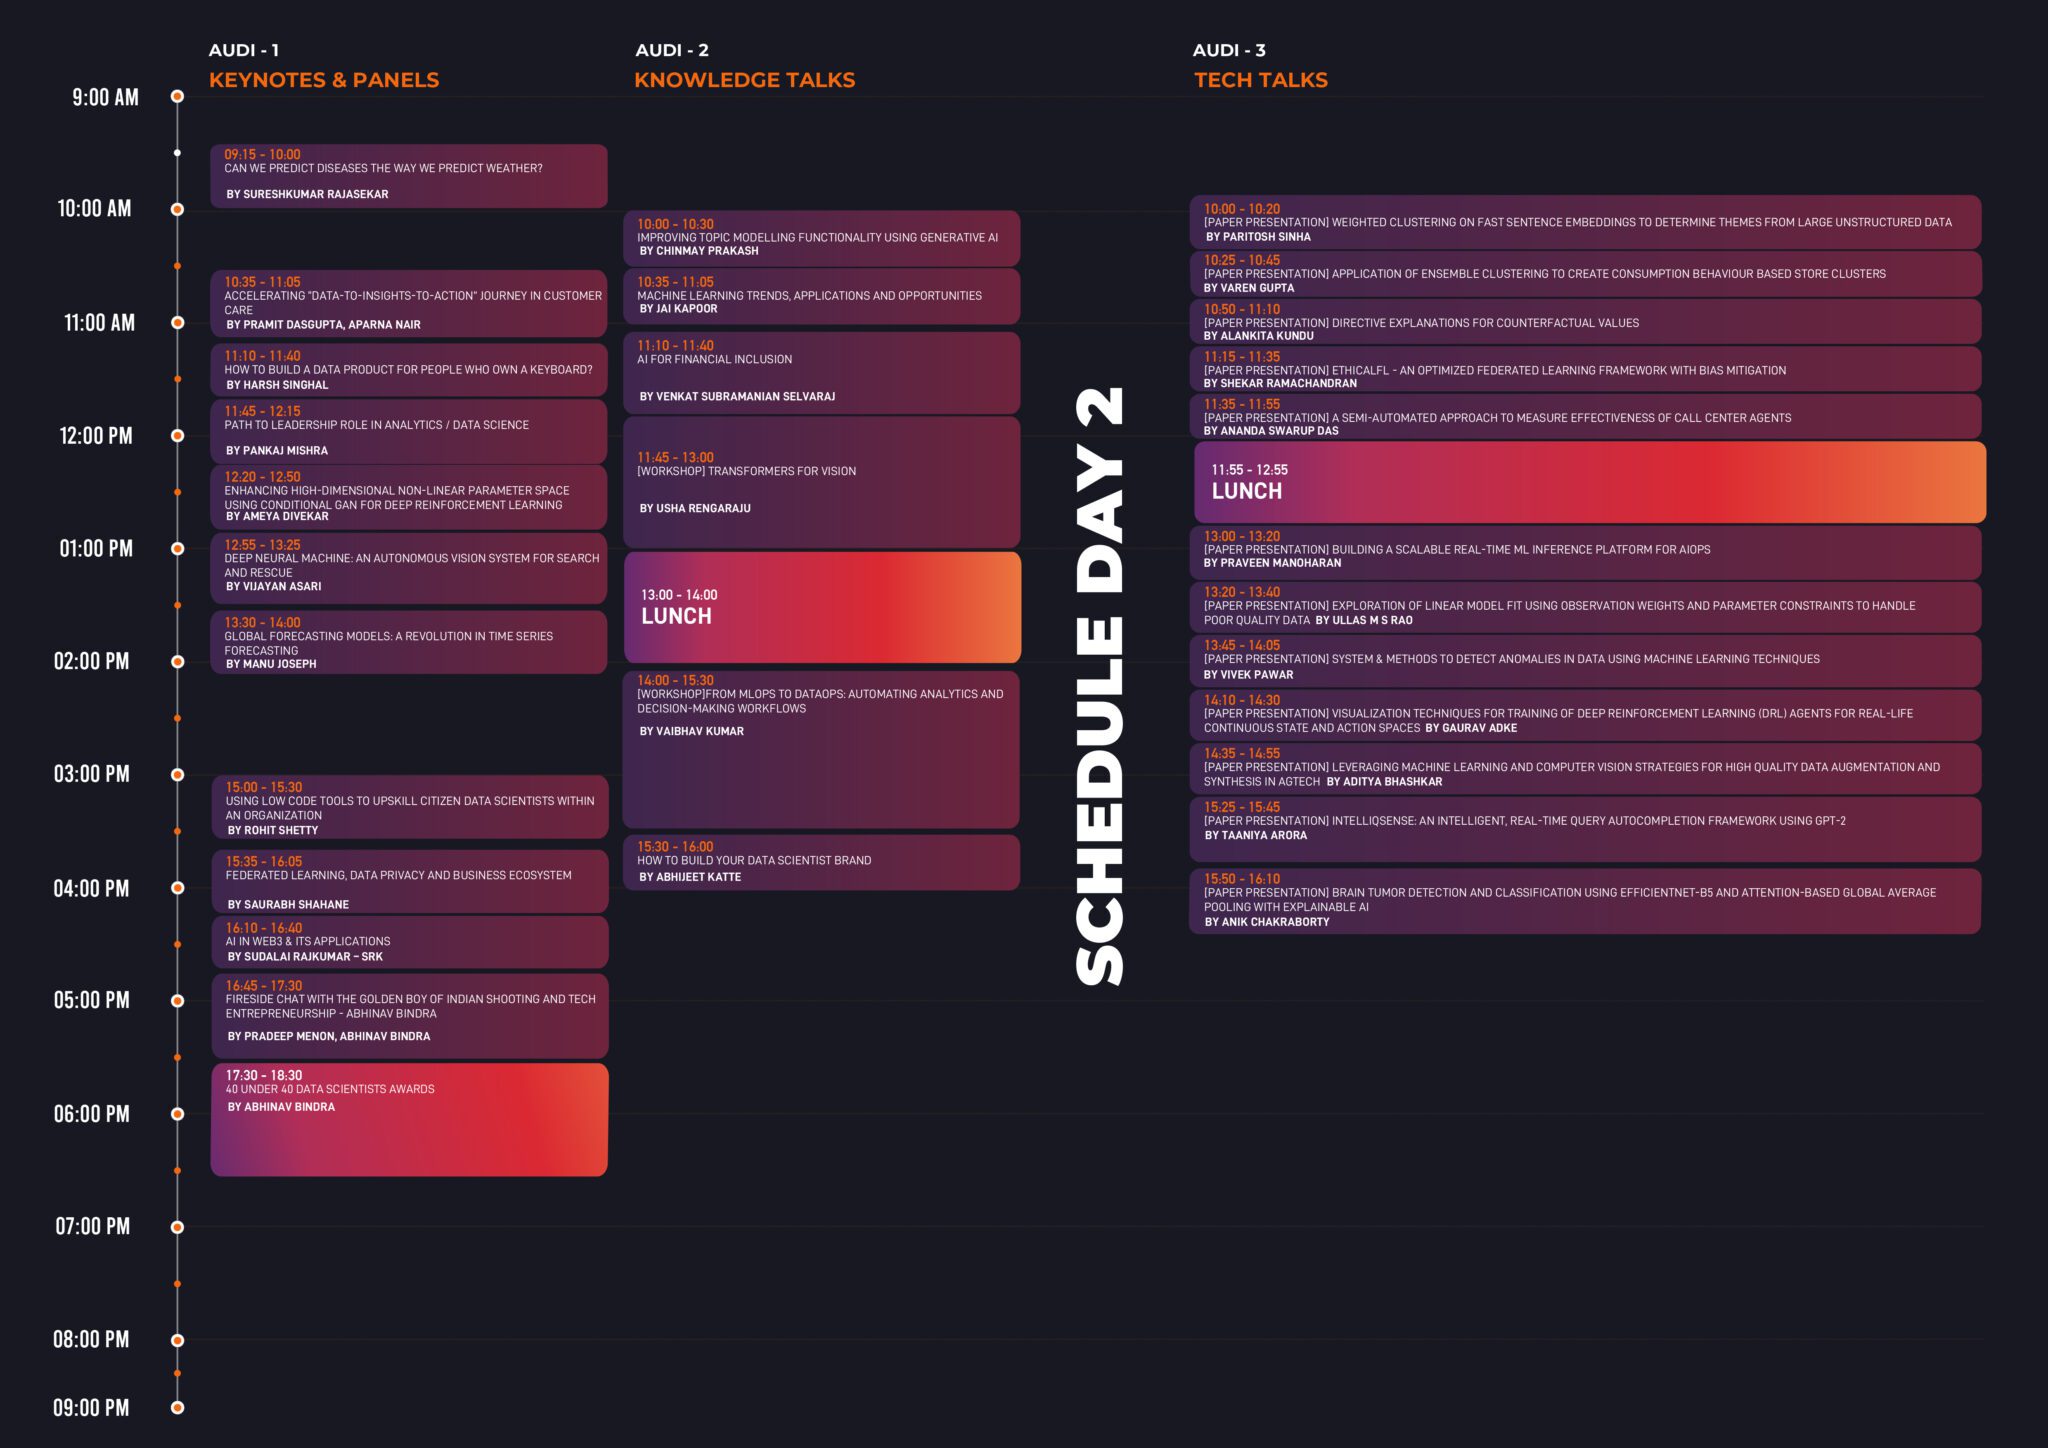 AUDI - 1
KEYNOTES & PANELS
AUDI - 2
KNOWLEDGE TALKS
AUDI - 3
TECH TALKS
9:00 AM
10:00 AM
11:00 AM
12:00 PM
01:00 PM
02:00 PM
03:00 PM
04:00 PM
05:00 PM
06:00 PM
07:00 PM
08:00 PM
09:00 PM
09:15 - 10:00
CAN WE PREDICT DISEASES THE WAY WE PREDICT WEATHER?
BY SURESHKUMAR RAJASEKAR
10:35 - 11:05
ACCELERATING "DATA-TO-INSIGHTS-TO-ACTION" JOURNEY IN CUSTOMER
CARE
BY PRAMIT DASGUPTA, APARNA NAIR
11:10 - 11:40
HOW TO BUILD A DATA PRODUCT FOR PEOPLE WHO OWN A KEYBOARD?
BY HARSH SINGHAL
11:45 - 12:15
PATH TO LEADERSHIP ROLE IN ANALYTICS / DATA SCIENCE
BY PANKAJ MISHRA
12:20 - 12:50
ENHANCING HIGH-DIMENSIONAL NON-LINEAR PARAMETER SPACE
USING CONDITIONAL GAN FOR DEEP REINFORCEMENT LEARNING
BY AMEYA DIVEKAR
12:55 - 13:25
DEEP NEURAL MACHINE: AN AUTONOMOUS VISION SYSTEM FOR SEARCH
AND RESCUE
BY VIJAYAN ASARI
13:30 - 14:00
GLOBAL FORECASTING MODELS: A REVOLUTION IN TIME SERIES
FORECASTING
BY MANU JOSEPH
15:00 - 15:30
USING LOW CODE TOOLS TO UPSKILL CITIZEN DATA SCIENTISTS WITHIN
AN ORGANIZATION
BY ROHIT SHETTY
15:35 - 16:05
FEDERATED LEARNING, DATA PRIVACY AND BUSINESS ECOSYSTEM
BY SAURABH SHAHANE
16:10 - 16:40
AI IN WEB3 & ITS APPLICATIONS
BY SUDALAI RAJKUMAR – SRK
16:45 - 17:30
FIRESIDE CHAT WITH THE GOLDEN BOY OF INDIAN SHOOTING AND TECH
ENTREPRENEURSHIP - ABHINAV BINDRA
BY PRADEEP MENON, ABHINAV BINDRA
17:30 - 18:30
40 UNDER 40 DATA SCIENTISTS AWARDS
BY ABHINAV BINDRA
10:00 - 10:30
IMPROVING TOPIC MODELLING FUNCTIONALITY USING GENERATIVE AI
BY CHINMAY PRAKASH
10:35 - 11:05
MACHINE LEARNING TRENDS, APPLICATIONS AND OPPORTUNITIES
BY JAI KAPOOR
11:10 - 11:40
AI FOR FINANCIAL INCLUSION
BY VENKAT SUBRAMANIAN SELVARAJ
11:45 - 13:00
[WORKSHOP] TRANSFORMERS FOR VISION
BY USHA RENGARAJU
13:00 - 14:00
LUNCH
14:00 - 15:30
[WORKSHOP]FROM MLOPS TO DATAOPS: AUTOMATING ANALYTICS AND
DECISION-MAKING WORKFLOWS
BY VAIBHAV KUMAR
15:30 - 16:00
HOW TO BUILD YOUR DATA SCIENTIST BRAND
BY ABHIJEET KATTE
SCHEDULE DAY 2
10:00 - 10:20
[PAPER PRESENTATION] WEIGHTED CLUSTERING ON FAST SENTENCE EMBEDDINGS TO DETERMINE THEMES FROM LARGE UNSTRUCTURED DATA
BY PARITOSH SINHA
10:25 - 10:45
[PAPER PRESENTATION] APPLICATION OF ENSEMBLE CLUSTERING TO CREATE CONSUMPTION BEHAVIOUR BASED STORE CLUSTERS
BY VAREN GUPTA
10:50 - 11:10
[PAPER PRESENTATION] DIRECTIVE EXPLANATIONS FOR COUNTERFACTUAL VALUES
BY ALANKITA KUNDU
11:15 - 11:35
[PAPER PRESENTATION] ETHICALFL - AN OPTIMIZED FEDERATED LEARNING FRAMEWORK WITH BIAS MITIGATION
BY SHEKAR RAMACHANDRAN
11:35 - 11:55
[PAPER PRESENTATION] A SEMI-AUTOMATED APPROACH TO MEASURE EFFECTIVENESS OF CALL CENTER AGENTS
BY ANANDA SWARUP DAS
11:55 - 12:55
LUNCH
13:00 - 13:20
[PAPER PRESENTATION] BUILDING A SCALABLE REAL-TIME ML INFERENCE PLATFORM FOR AIOPS
BY PRAVEEN MANOHARAN
13:20 - 13:40
[PAPER PRESENTATION] EXPLORATION OF LINEAR MODEL FIT USING OBSERVATION WEIGHTS AND PARAMETER CONSTRAINTS TO HANDLE
POOR QUALITY DATA BY ULLAS M S RAO
13:45 - 14:05
[PAPER PRESENTATION] SYSTEM & METHODS TO DETECT ANOMALIES IN DATA USING MACHINE LEARNING TECHNIQUES
BY VIVEK PAWAR
14:10 - 14:30
[PAPER PRESENTATION] VISUALIZATION TECHNIQUES FOR TRAINING OF DEEP REINFORCEMENT LEARNING (DRL) AGENTS FOR REAL-LIFE
CONTINUOUS STATE AND ACTION SPACES BY GAURAV ADKE
14:35 - 14:55
[PAPER PRESENTATION] LEVERAGING MACHINE LEARNING AND COMPUTER VISION STRATEGIES FOR HIGH QUALITY DATA AUGMENTATION AND
SYNTHESIS IN AGTECH BY ADITYA BHASHKAR
15:25 - 15:45
[PAPER PRESENTATION] INTELLIQSENSE: AN INTELLIGENT, REAL-TIME QUERY AUTOCOMPLETION FRAMEWORK USING GPT-2
BY TAANIYA ARORA
15:50 - 16:10
[PAPER PRESENTATION] BRAIN TUMOR DETECTION AND CLASSIFICATION USING EFFICIENTNET-B5 AND ATTENTION-BASED GLOBAL AVERAGE
POOLING WITH EXPLAINABLE AI
BY ANIK CHAKRABORTY